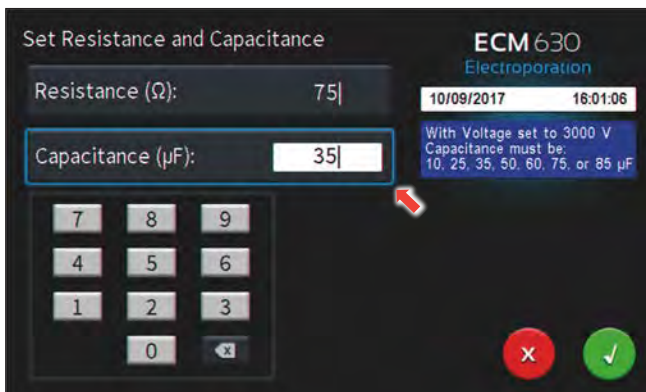 Set Resistance and Capacitance
Resistance (Ω): 75
Capacitance (µF): 35
7 8 9
4 5 6
1 2 3
0 x
ECM 630
Electroporation
10/09/2017 16:01:06
With Voltage set to 3000 V
Capacitance must be:
10, 25, 35, 50, 60, 75, or 85 µF